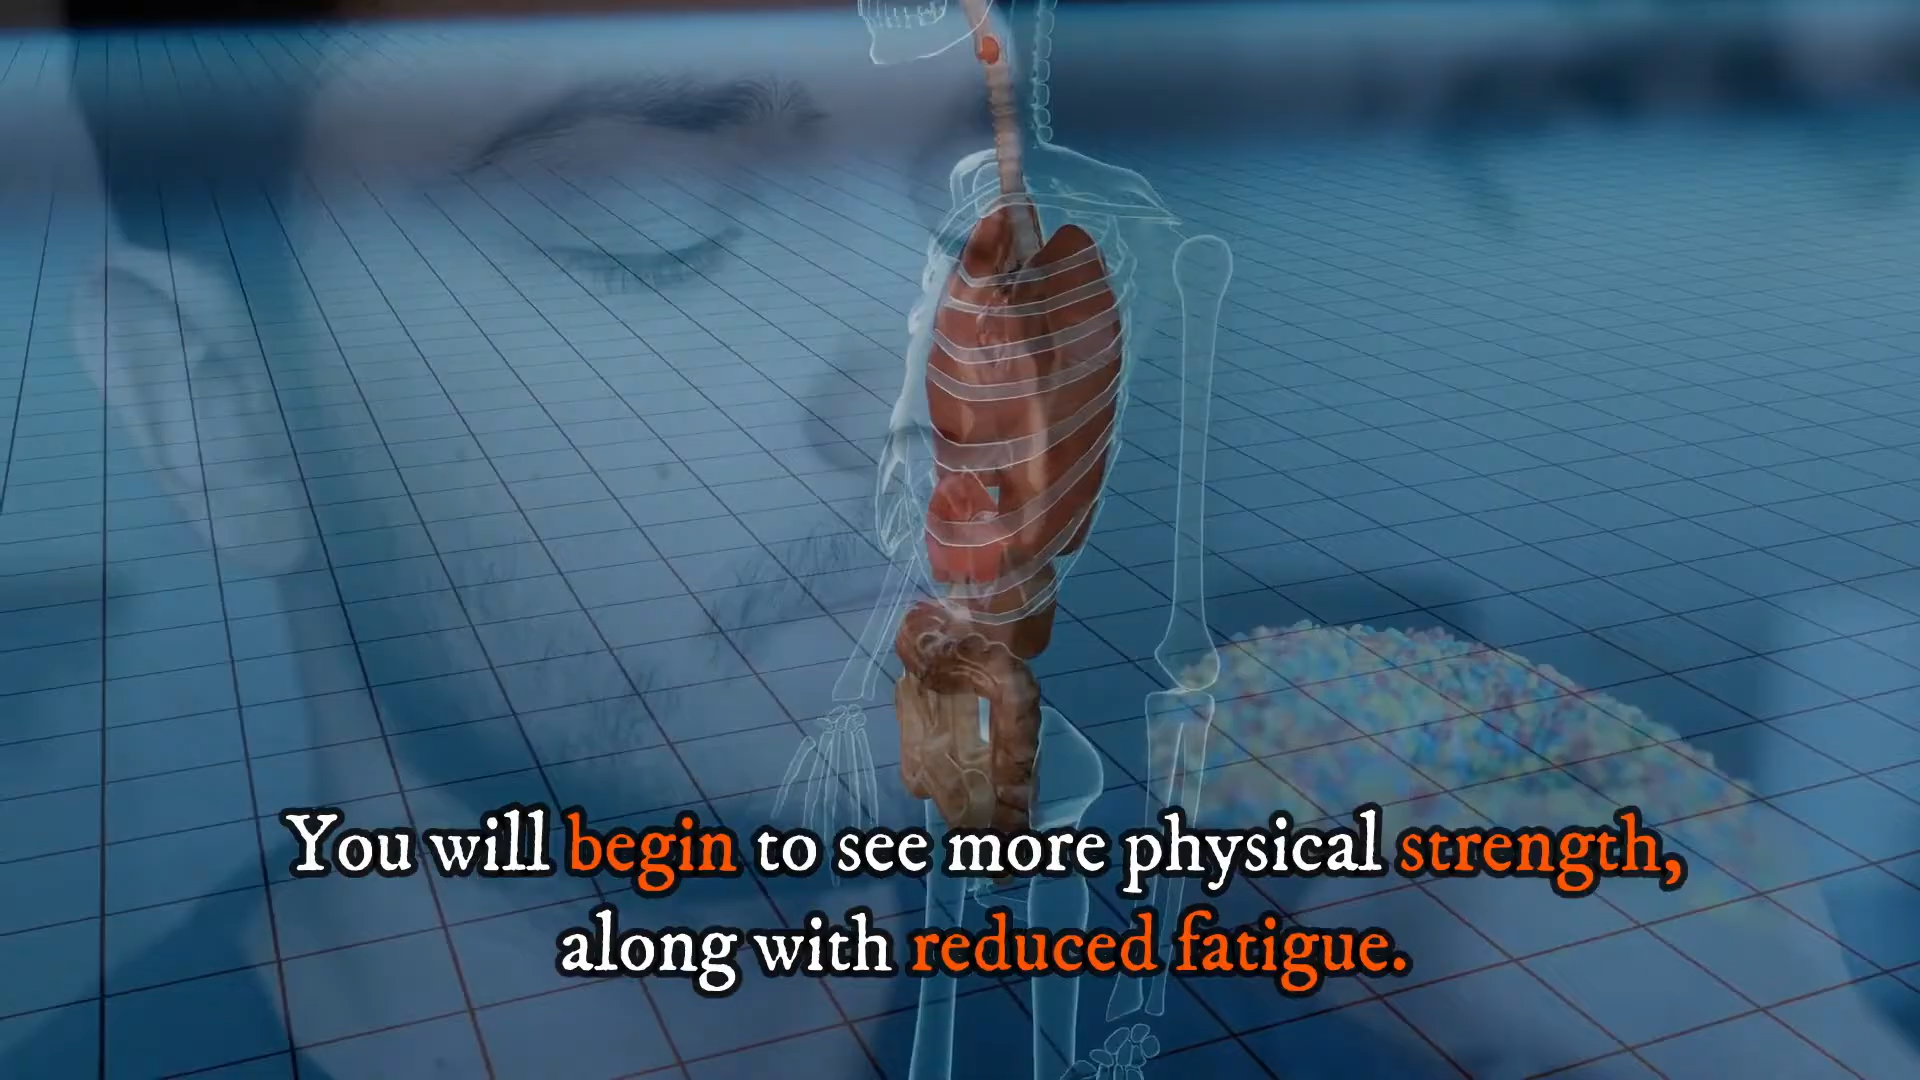 You will begin to see more physical strength,
along with reduced fatigue.